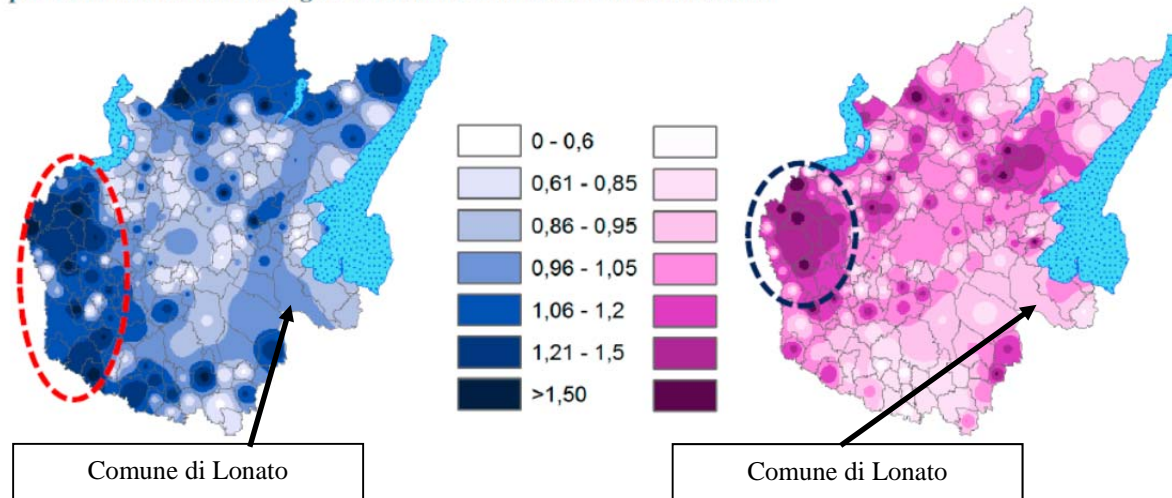 0 - 0,6
0,61 - 0,85
0,86 - 0,95
0,96 - 1,05
1,06 - 1,2
1,21 - 1,5
>1,50
Comune di Lonato
Comune di Lonato